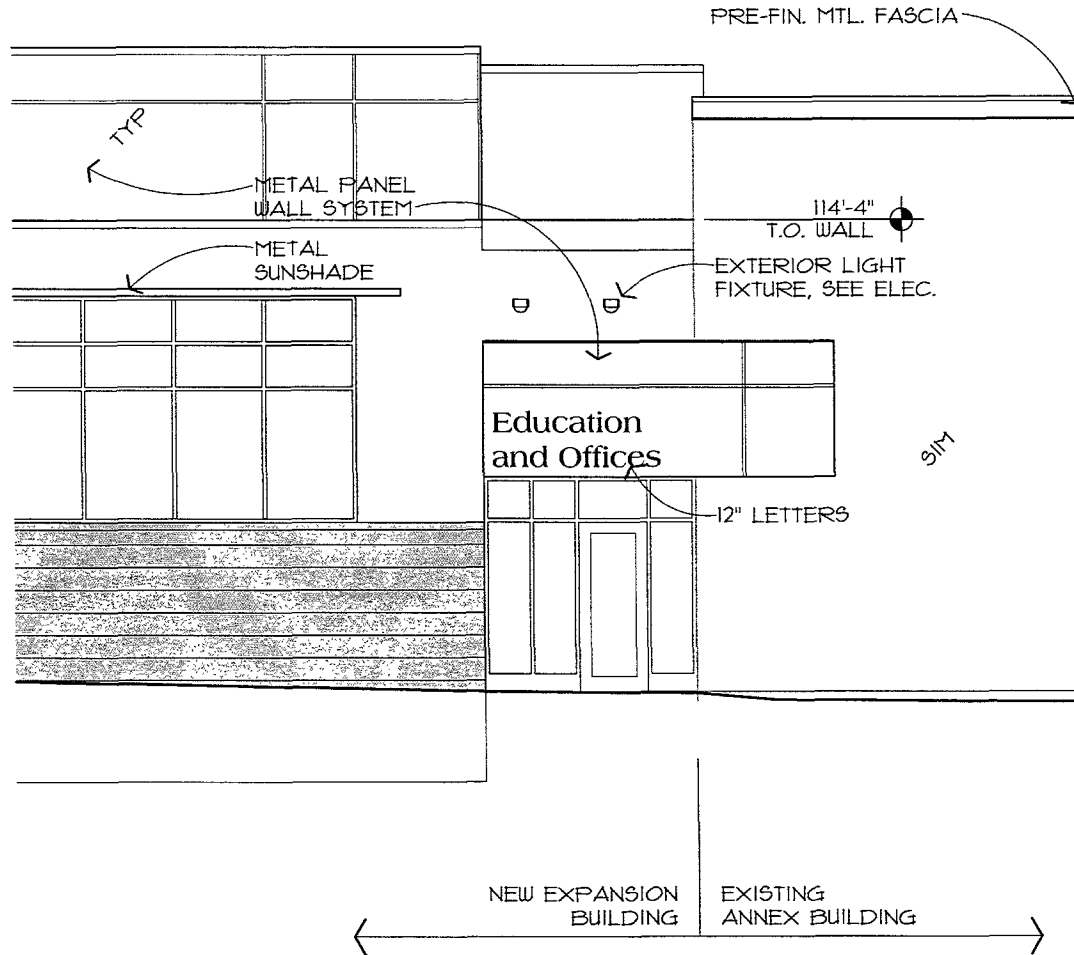 PRE-FIN. MTL. FASCIA
TYP
METAL PANEL
WALL SYSTEM
114'-4"
T.O. WALL
METAL
SUNSHADE
EXTERIOR LIGHT
FIXTURE, SEE ELEC.
Education
and Offices
SIM
12" LETTERS
NEW EXPANSION
BUILDING
EXISTING
ANNEX BUILDING